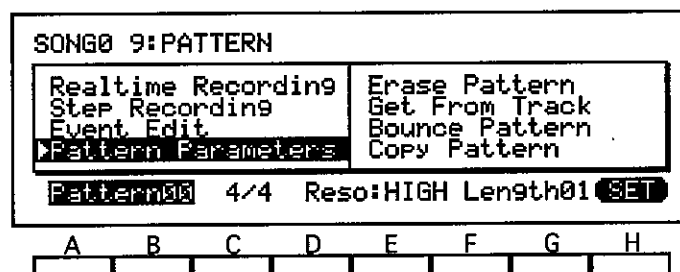 SONG0 9:PATTERN
Realtime Recording
Step Recording
Event Edit
Pattern Parameters
Erase Pattern
Get From Track
Bounce Pattern
Copy Pattern
Pattern00 4/4 Reso:HIGH Length01 SET
A B C D E F G H